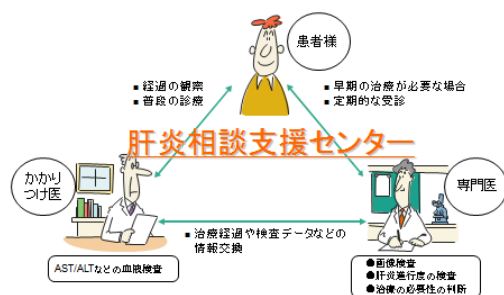 患者様
■ 経過の観察
■ 普段の診療
■ 早期の治療が必要な場合
■ 定期的な受診
肝炎相談支援センター
かかり
つけ医
専門医
■ 治療経過や検査データなどの
情報交換
AST/ALTなどの血液検査
●画像検査
●肝炎進行度の検査
●治療の必要性の判断